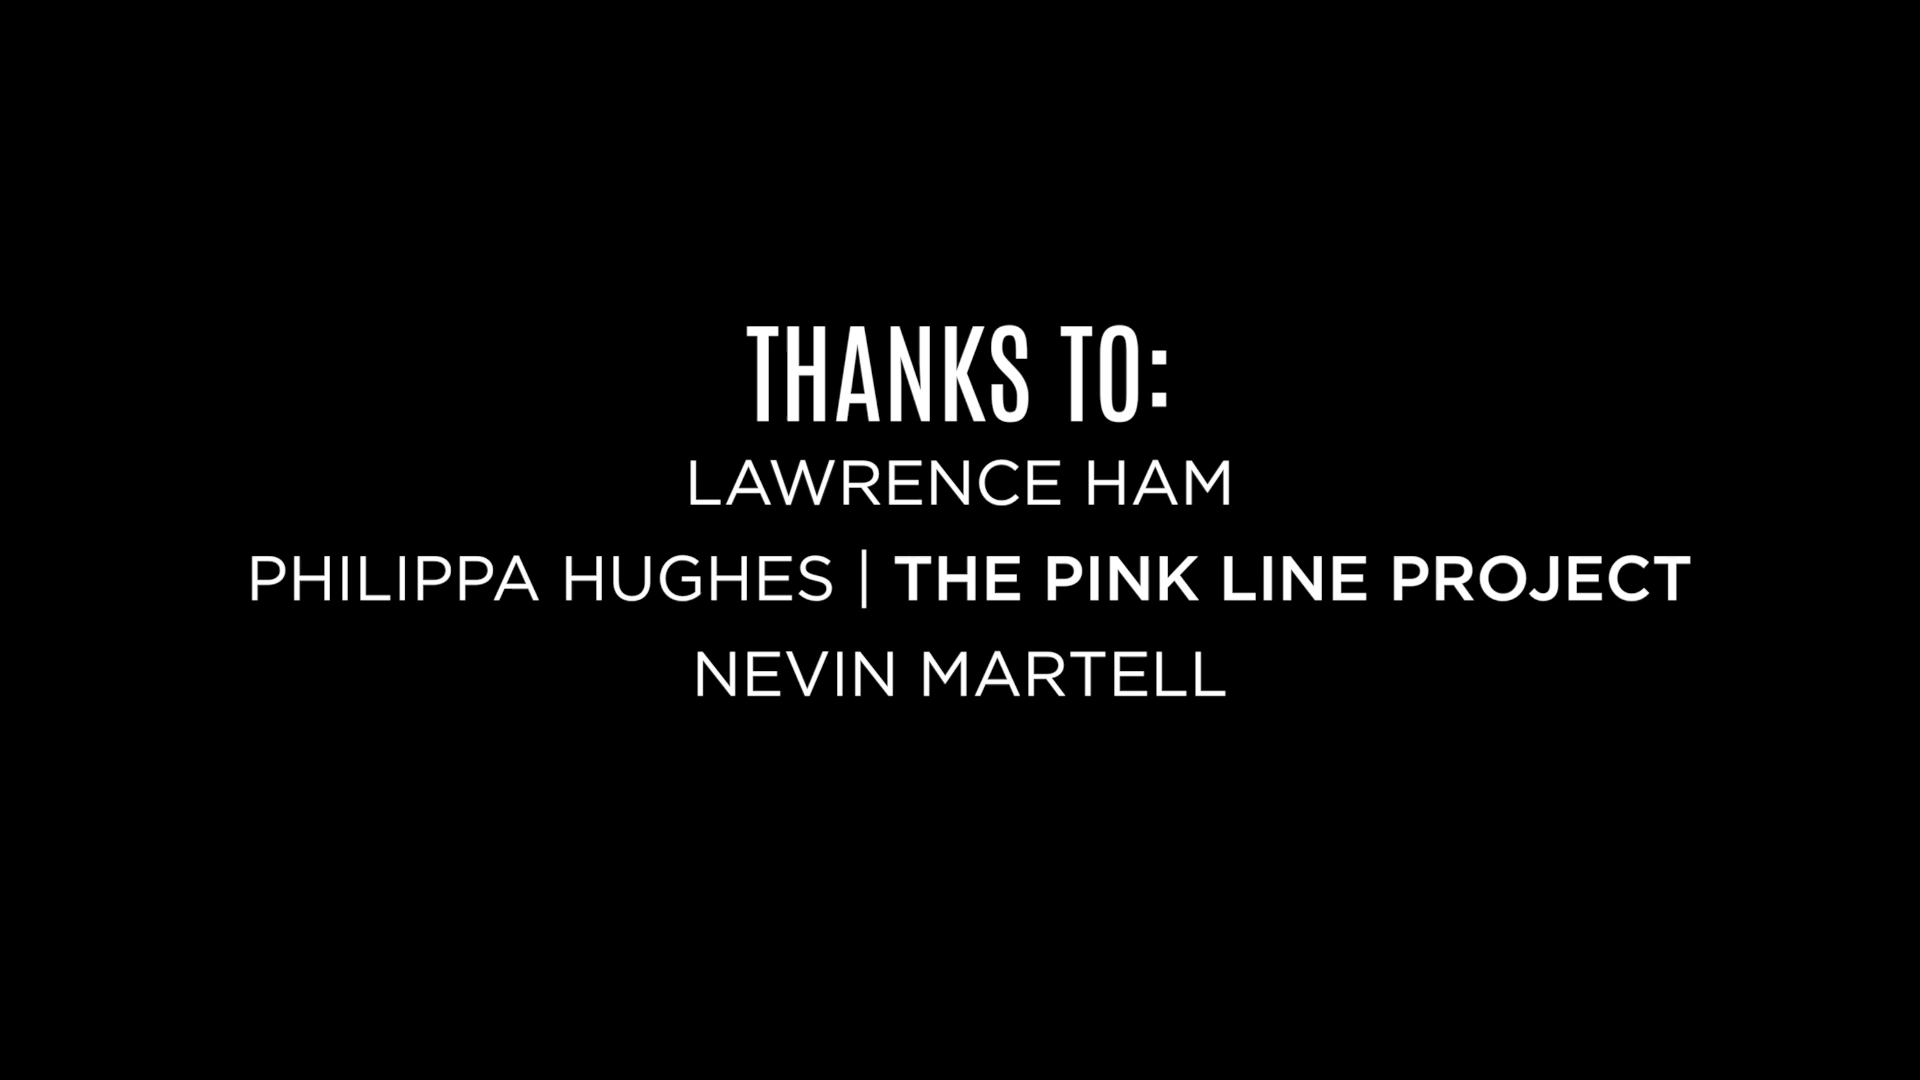 THANKS TO:
LAWRENCE HAM
PHILIPPA HUGHES | THE PINK LINE PROJECT
NEVIN MARTELL